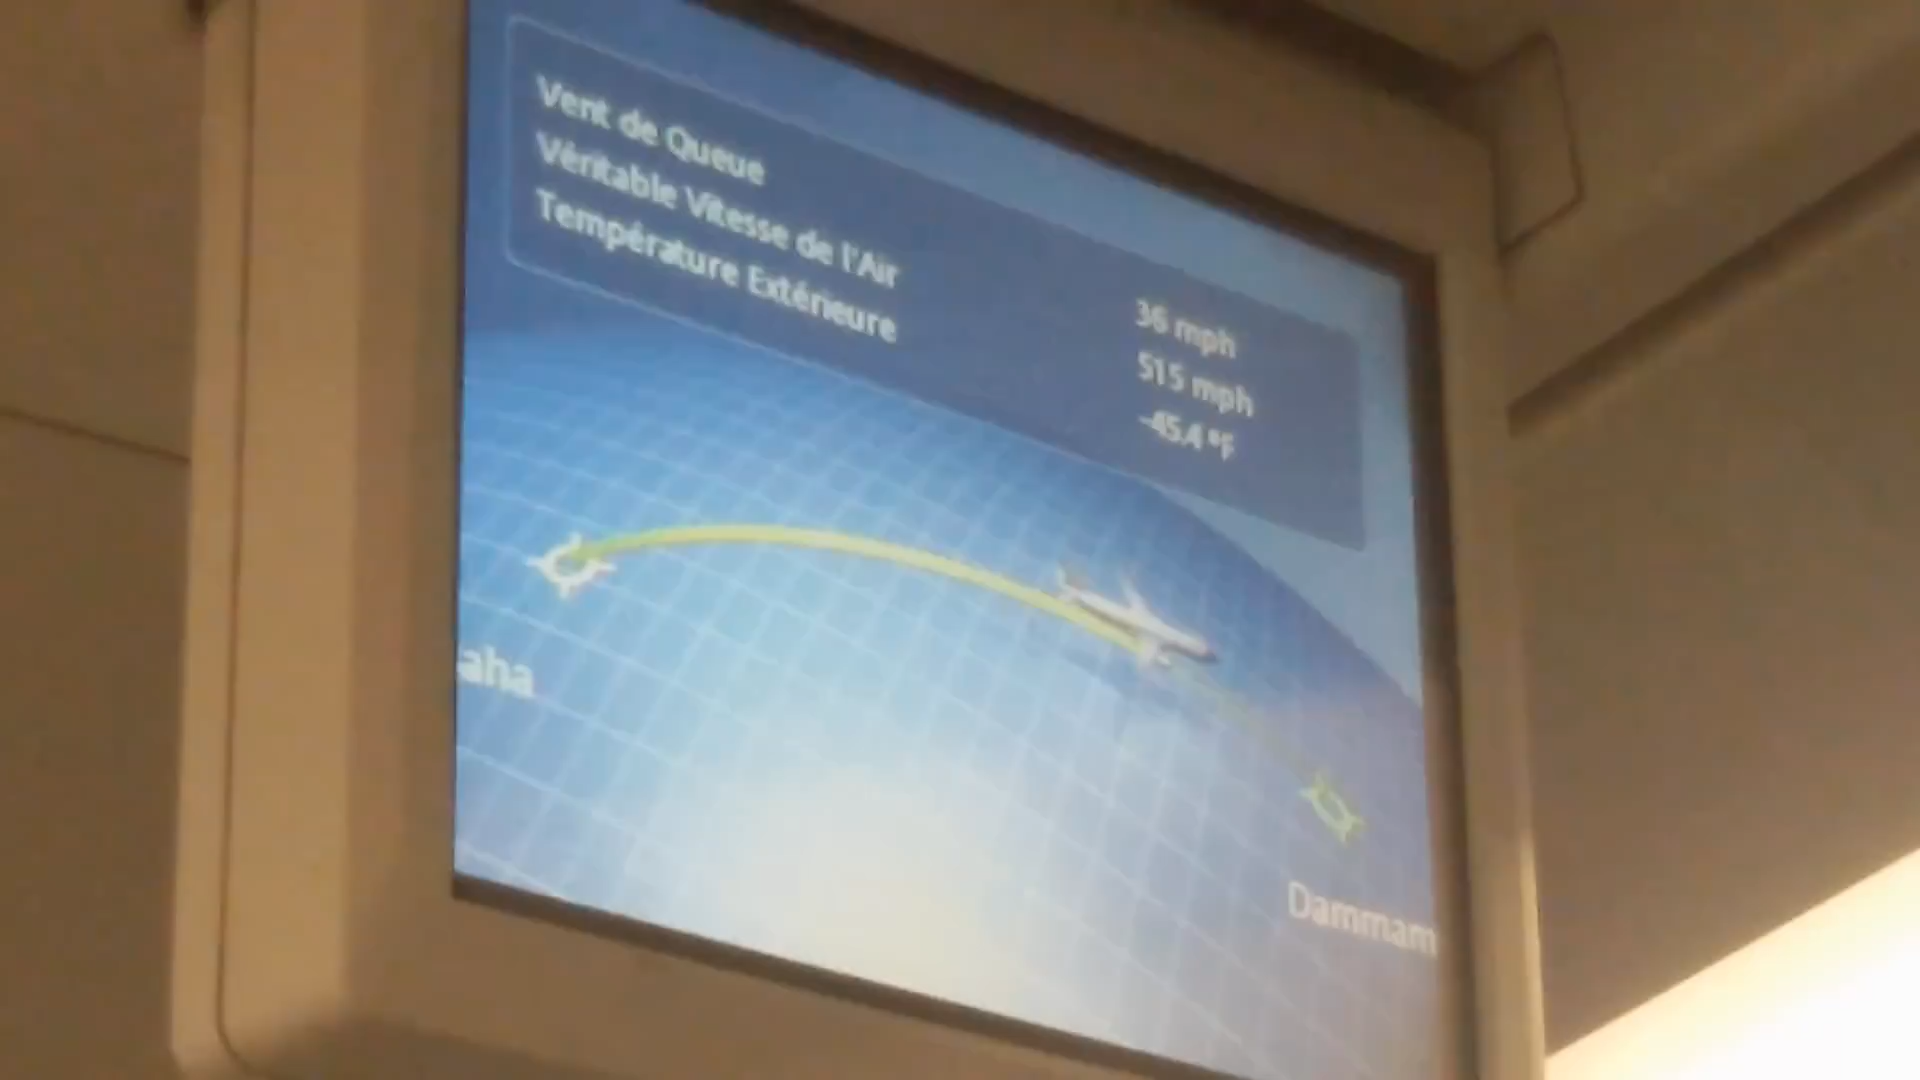 Vent de Queue 36 mph
Véritable Vitesse de l'Air 515 mph
Température Extérieure -45.4 °F
aha
Dammam